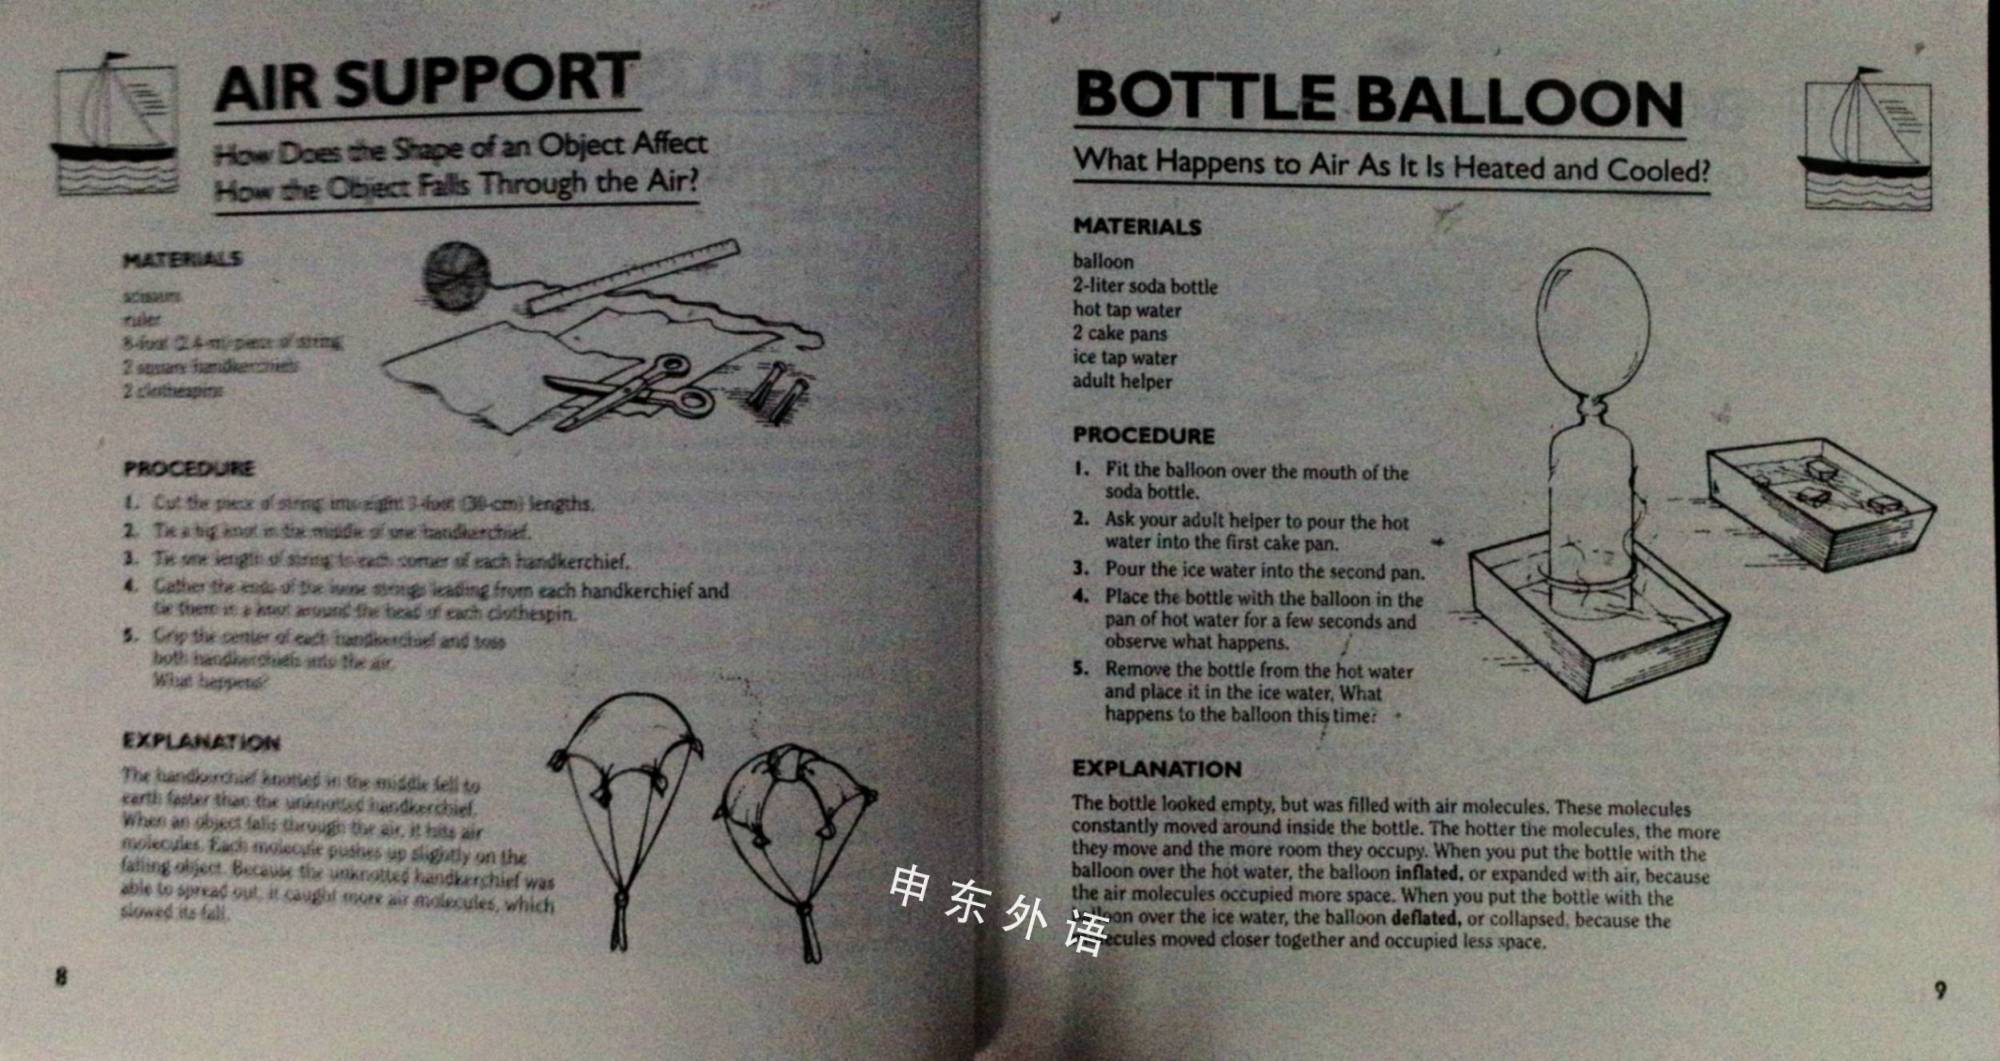 AIR SUPPORT
How Does the Shape of an Object Affect
How the Object Falls Through the Air?
MATERIALS
scissors
ruler
8-foot (2.4-m) piece of string
2 square handkerchiefs
2 clothespins
PROCEDURE
1. Cut the piece of string into eight 1-foot (30-cm) lengths.
2. Tie a big knot in the middle of one handkerchief.
3. Tie one length of string to each corner of each handkerchief.
4. Gather the ends of the loose strings leading from each handkerchief and
tie them in a knot around the head of each clothespin.
5. Grip the center of each handkerchief and toss
both handkerchiefs into the air.
What happens?
EXPLANATION
The handkerchief knotted in the middle fell to
earth faster than the unknotted handkerchief.
When an object falls through the air, it hits air
molecules. Each molecule pushes up slightly on the
falling object. Because the unknotted handkerchief was
able to spread out, it caught more air molecules, which
slowed its fall.
8
BOTTLE BALLOON
What Happens to Air As It Is Heated and Cooled?
MATERIALS
balloon
2-liter soda bottle
hot tap water
2 cake pans
ice tap water
adult helper
PROCEDURE
1. Fit the balloon over the mouth of the
soda bottle.
2. Ask your adult helper to pour the hot
water into the first cake pan.
3. Pour the ice water into the second pan.
4. Place the bottle with the balloon in the
pan of hot water for a few seconds and
observe what happens.
5. Remove the bottle from the hot water
and place it in the ice water. What
happens to the balloon this time?
EXPLANATION
The bottle looked empty, but was filled with air molecules. These molecules
constantly moved around inside the bottle. The hotter the molecules, the more
they move and the more room they occupy. When you put the bottle with the
balloon over the hot water, the balloon inflated, or expanded with air, because
the air molecules occupied more space. When you put the bottle with the
balloon over the ice water, the balloon deflated, or collapsed, because the
molecules moved closer together and occupied less space.
9
申东外语